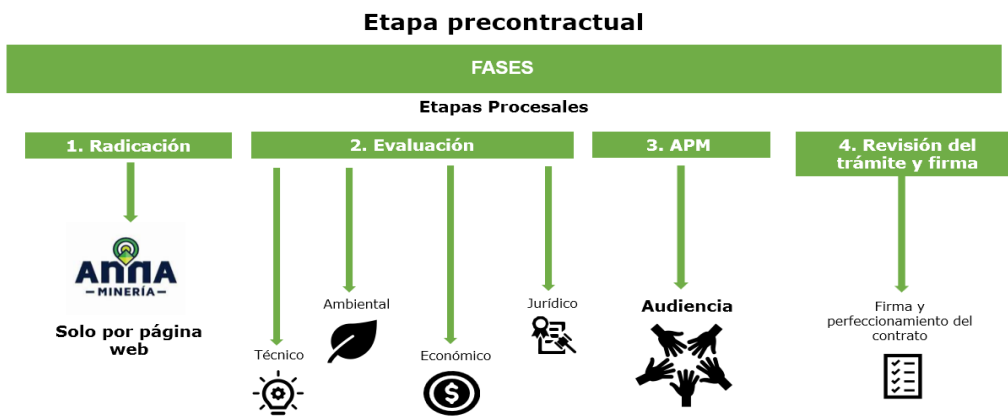 Etapa precontractual
FASES
Etapas Procesales
1. Radicación
2. Evaluación
3. APM
4. Revisión del
trámite y firma
ANNA
—MINERÍA—
Solo por página
web
Técnico
Ambiental
Económico
$
Jurídico
Audiencia
Firma y
perfeccionamiento del
contrato